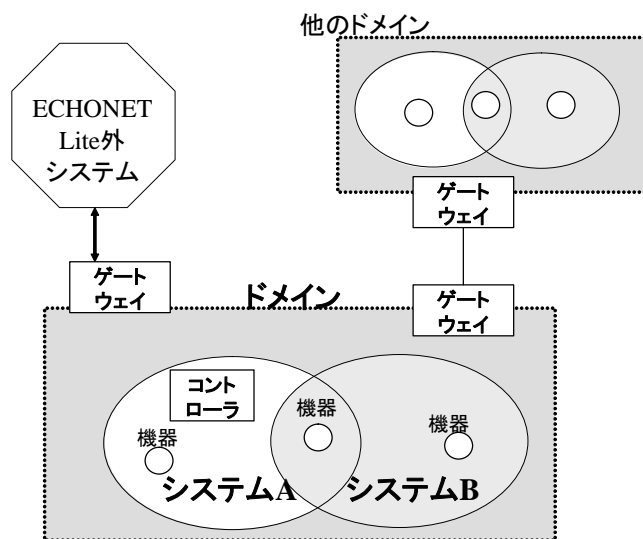 他のドメイン
ECHONET
Lite外
システム
ゲート
ウェイ
ゲート
ウェイ
ドメイン
ゲート
ウェイ
コント
ローラ
機器
機器
機器
システムA
システムB